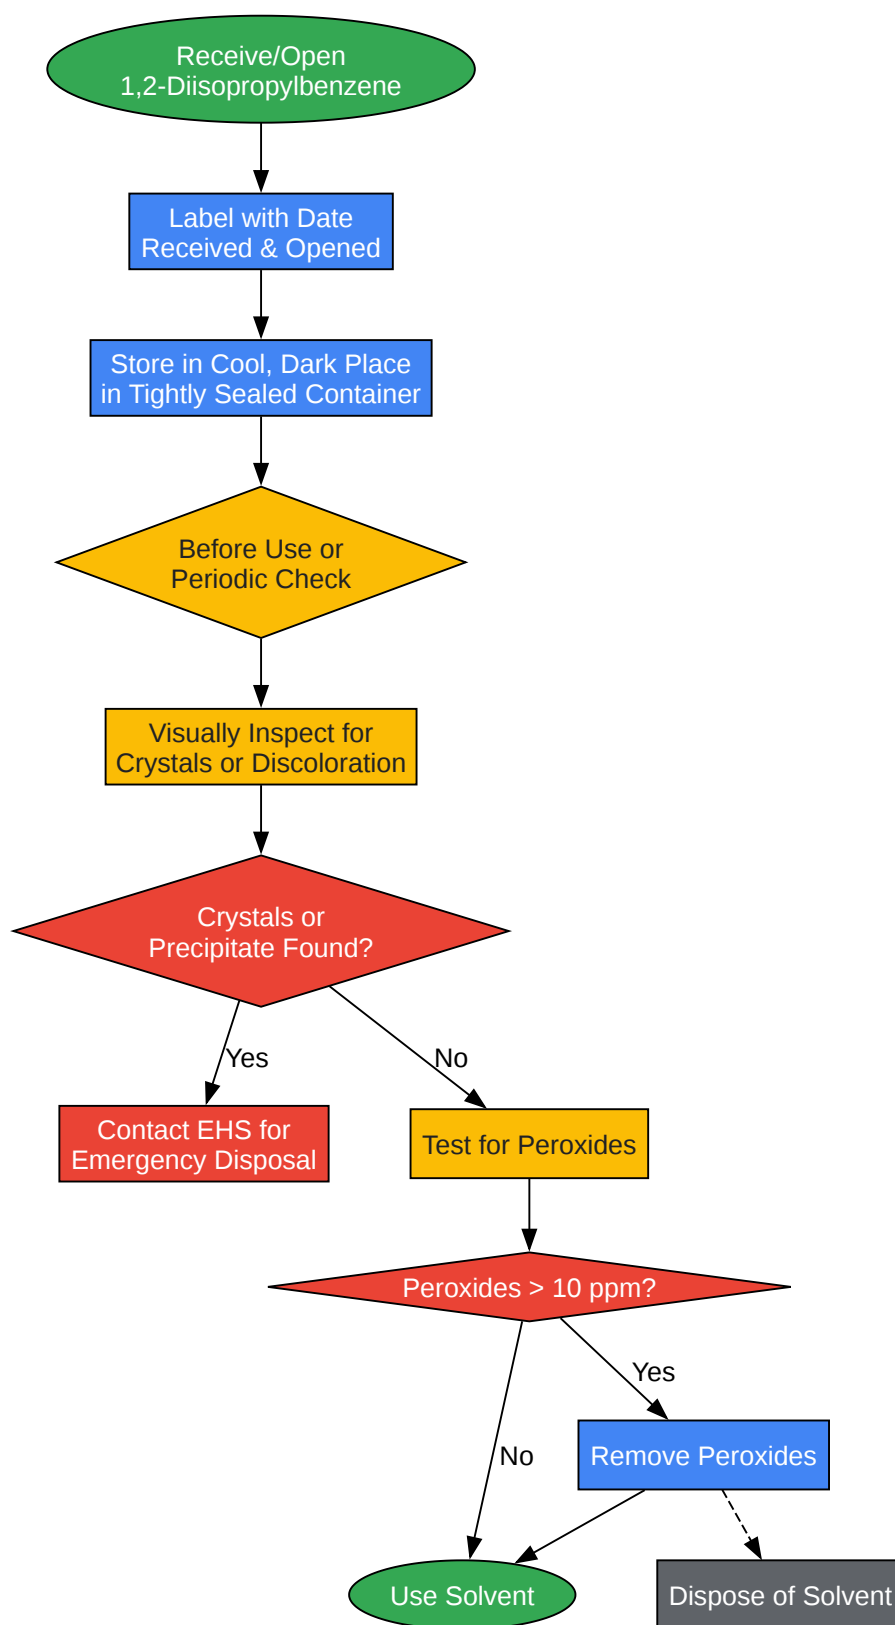 Receive/Open
1,2-Diisopropylbenzene
Label with Date
Received & Opened
Store in Cool, Dark Place
in Tightly Sealed Container
Before Use or
Periodic Check
Visually Inspect for
Crystals or Discoloration
Crystals or
Precipitate Found?
Yes
No
Contact EHS for
Emergency Disposal
Test for Peroxides
Peroxides > 10 ppm?
Yes
No
Remove Peroxides
Use Solvent
Dispose of Solvent